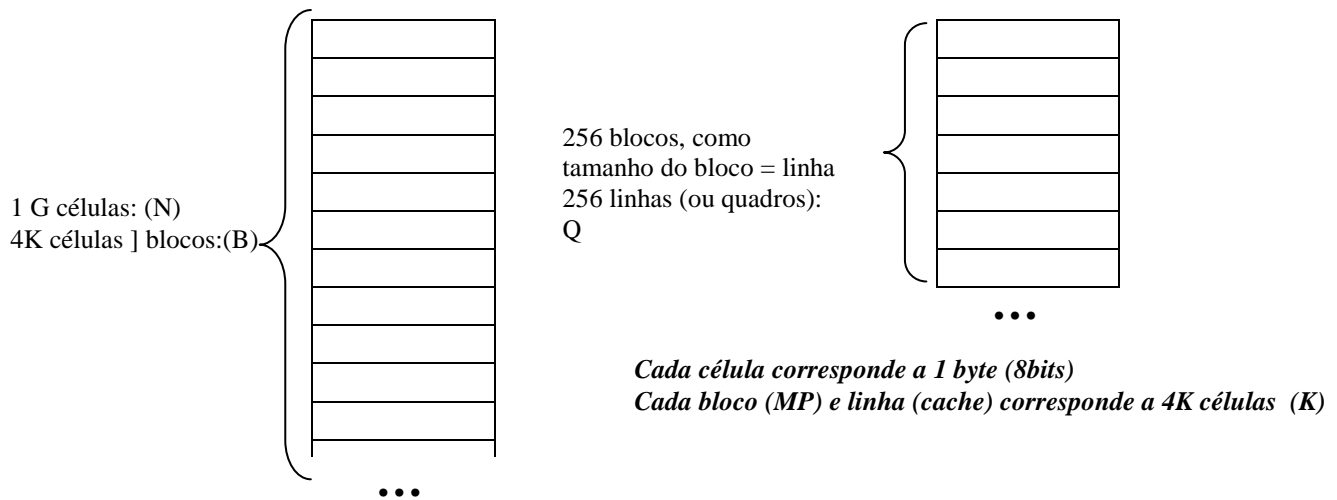 1 G células: (N)
4K células ] blocos:(B)
...
256 blocos, como
tamanho do bloco = linha
256 linhas (ou quadros):
Q
...
Cada célula corresponde a 1 byte (8bits)
Cada bloco (MP) e linha (cache) corresponde a 4K células (K)